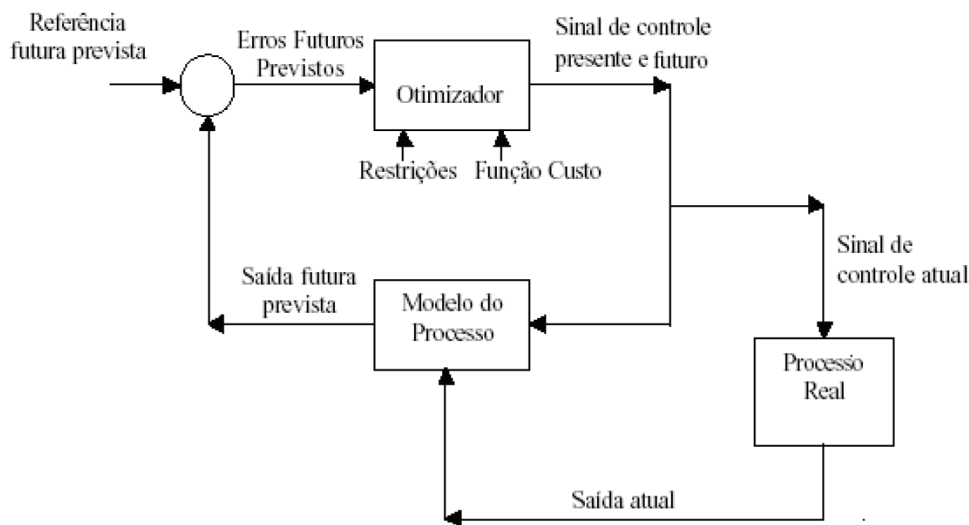 Referência
futura prevista
Erros Futuros
Previstos
Otimizador
Sinal de controle
presente e futuro
Restrições
Função Custo
Sinal de
controle atual
Saída futura
prevista
Modelo do
Processo
Processo
Real
Saída atual